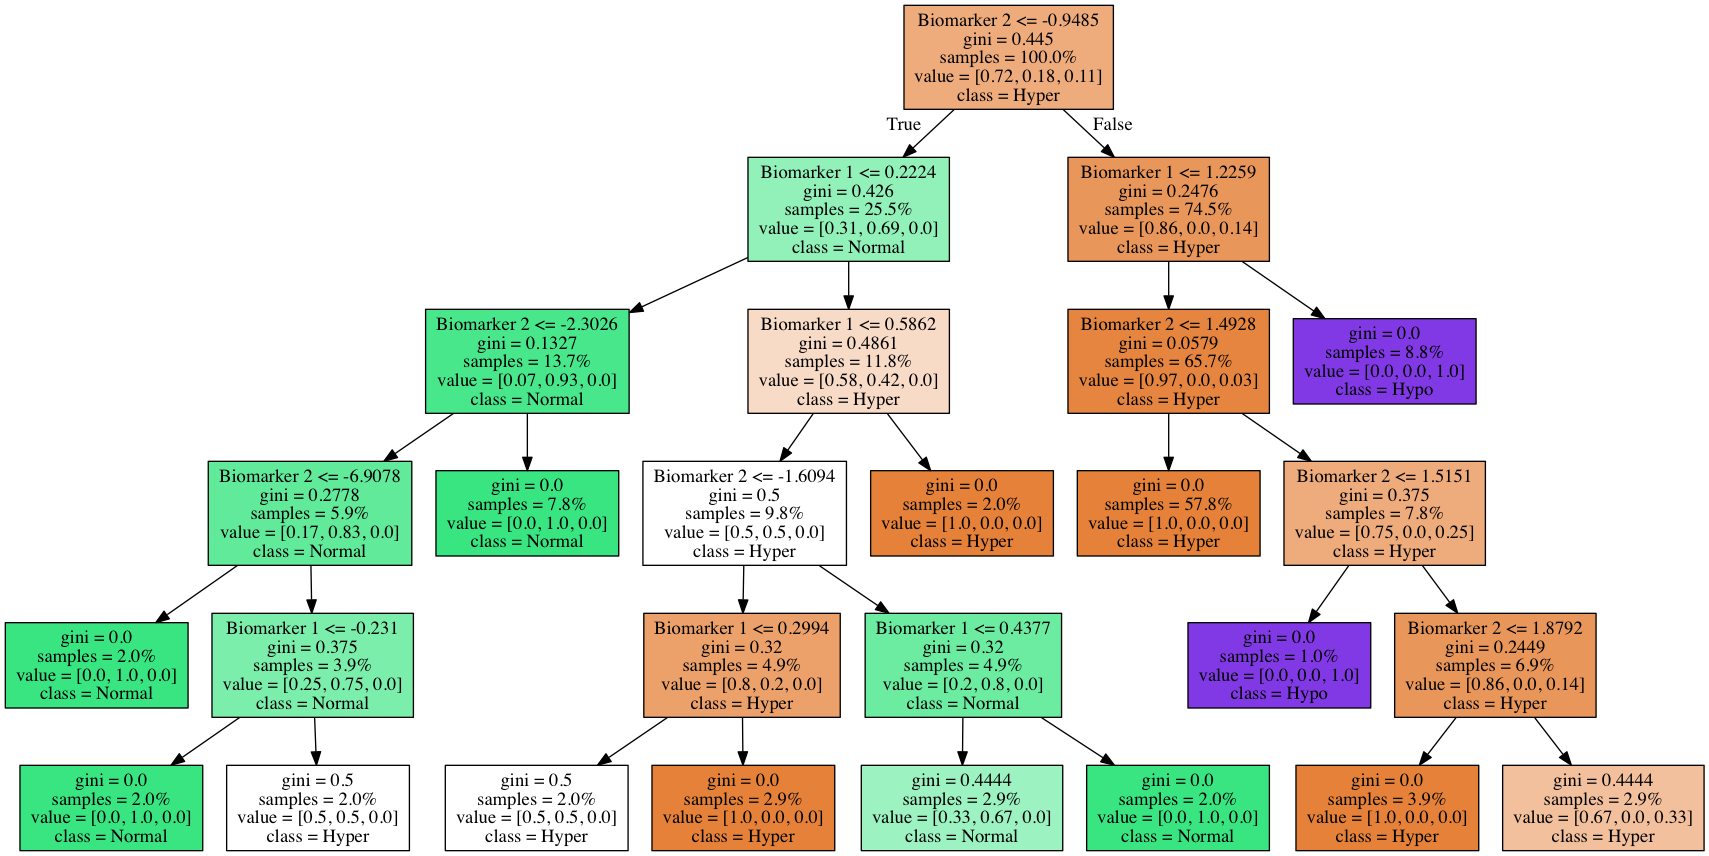 Biomarker 2 <= -0.9485
gini = 0.445
samples = 100.0%
value = [0.72, 0.18, 0.11]
class = Hyper
True
False
Biomarker 1 <= 0.2224
gini = 0.426
samples = 25.5%
value = [0.31, 0.69, 0.0]
class = Normal
Biomarker 1 <= 1.2259
gini = 0.2476
samples = 74.5%
value = [0.86, 0.0, 0.14]
class = Hyper
Biomarker 2 <= -2.3026
gini = 0.1327
samples = 13.7%
value = [0.07, 0.93, 0.0]
class = Normal
Biomarker 1 <= 0.5862
gini = 0.4861
samples = 11.8%
value = [0.58, 0.42, 0.0]
class = Hyper
Biomarker 2 <= 1.4928
gini = 0.0579
samples = 65.7%
value = [0.97, 0.0, 0.03]
class = Hyper
gini = 0.0
samples = 8.8%
value = [0.0, 0.0, 1.0]
class = Hypo
Biomarker 2 <= -6.9078
gini = 0.2778
samples = 5.9%
value = [0.17, 0.83, 0.0]
class = Normal
gini = 0.0
samples = 7.8%
value = [0.0, 1.0, 0.0]
class = Normal
Biomarker 2 <= -1.6094
gini = 0.5
samples = 9.8%
value = [0.5, 0.5, 0.0]
class = Hyper
gini = 0.0
samples = 2.0%
value = [1.0, 0.0, 0.0]
class = Hyper
gini = 0.0
samples = 57.8%
value = [1.0, 0.0, 0.0]
class = Hyper
Biomarker 2 <= 1.5151
gini = 0.375
samples = 7.8%
value = [0.75, 0.0, 0.25]
class = Hyper
gini = 0.0
samples = 2.0%
value = [0.0, 1.0, 0.0]
class = Normal
Biomarker 1 <= -0.231
gini = 0.375
samples = 3.9%
value = [0.25, 0.75, 0.0]
class = Normal
Biomarker 1 <= 0.2994
gini = 0.32
samples = 4.9%
value = [0.8, 0.2, 0.0]
class = Hyper
Biomarker 1 <= 0.4377
gini = 0.32
samples = 4.9%
value = [0.2, 0.8, 0.0]
class = Normal
gini = 0.0
samples = 1.0%
value = [0.0, 0.0, 1.0]
class = Hypo
Biomarker 2 <= 1.8792
gini = 0.2449
samples = 6.9%
value = [0.86, 0.0, 0.14]
class = Hyper
gini = 0.0
samples = 2.0%
value = [0.0, 1.0, 0.0]
class = Normal
gini = 0.5
samples = 2.0%
value = [0.5, 0.5, 0.0]
class = Hyper
gini = 0.5
samples = 2.0%
value = [0.5, 0.5, 0.0]
class = Hyper
gini = 0.0
samples = 2.9%
value = [1.0, 0.0, 0.0]
class = Hyper
gini = 0.4444
samples = 2.9%
value = [0.33, 0.67, 0.0]
class = Normal
gini = 0.0
samples = 2.0%
value = [0.0, 1.0, 0.0]
class = Normal
gini = 0.0
samples = 3.9%
value = [1.0, 0.0, 0.0]
class = Hyper
gini = 0.4444
samples = 2.9%
value = [0.67, 0.0, 0.33]
class = Hyper